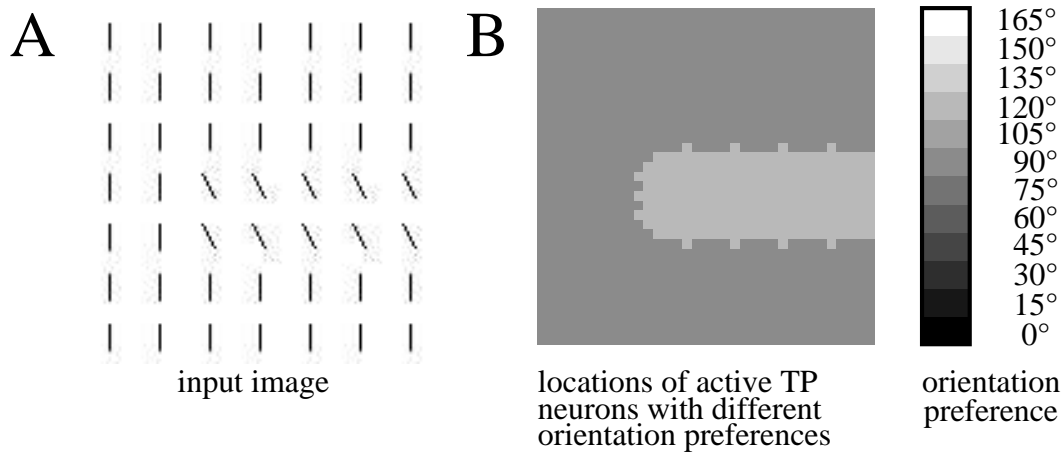 A
input image
B
locations of active TP
neurons with different
orientation preferences
165°
150°
135°
120°
105°
90°
75°
60°
45°
30°
15°
0°
orientation
preference